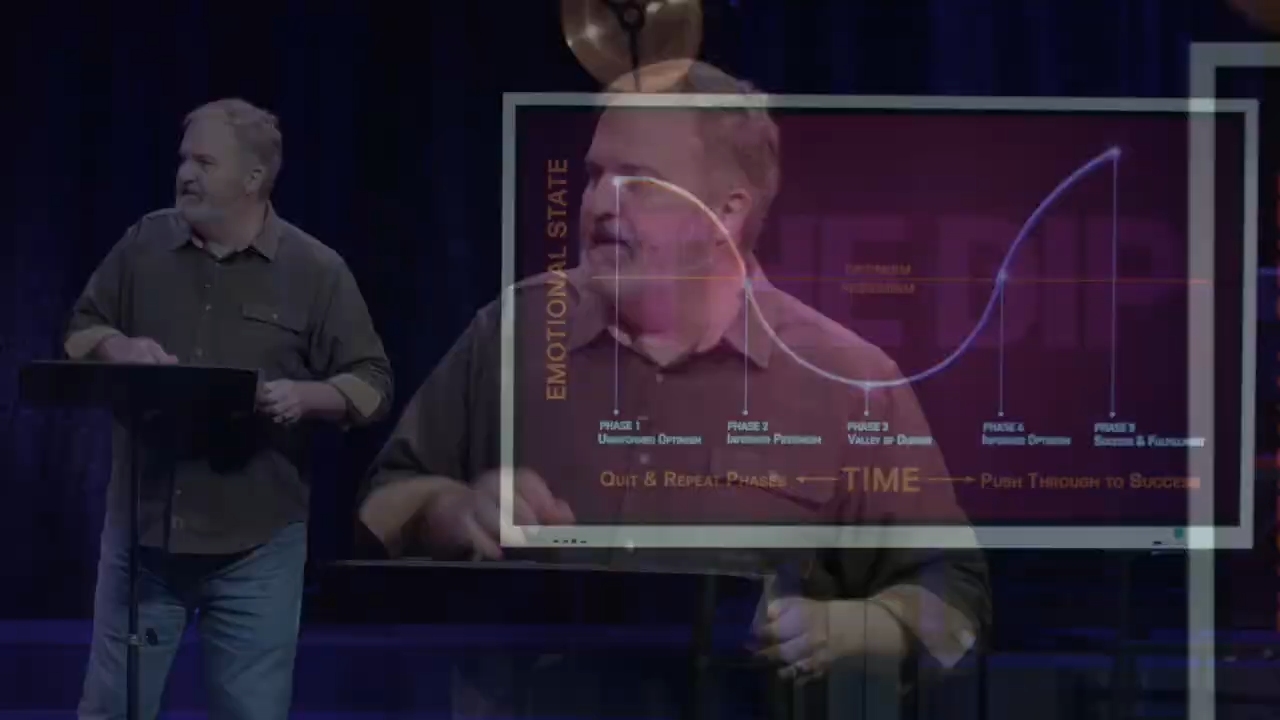 EMOTIONAL STATE
THE DIP
OPTIMISM
PESSIMISM
PHASE 1
UNINFORMED OPTIMISM
PHASE 2
INFORMED PESSIMISM
PHASE 3
VALLEY OF DESPAIR
PHASE 4
INFORMED OPTIMISM
PHASE 5
SUCCESS & FULFILLMENT
QUIT & REPEAT PHASES
TIME
PUSH THROUGH TO SUCCESS